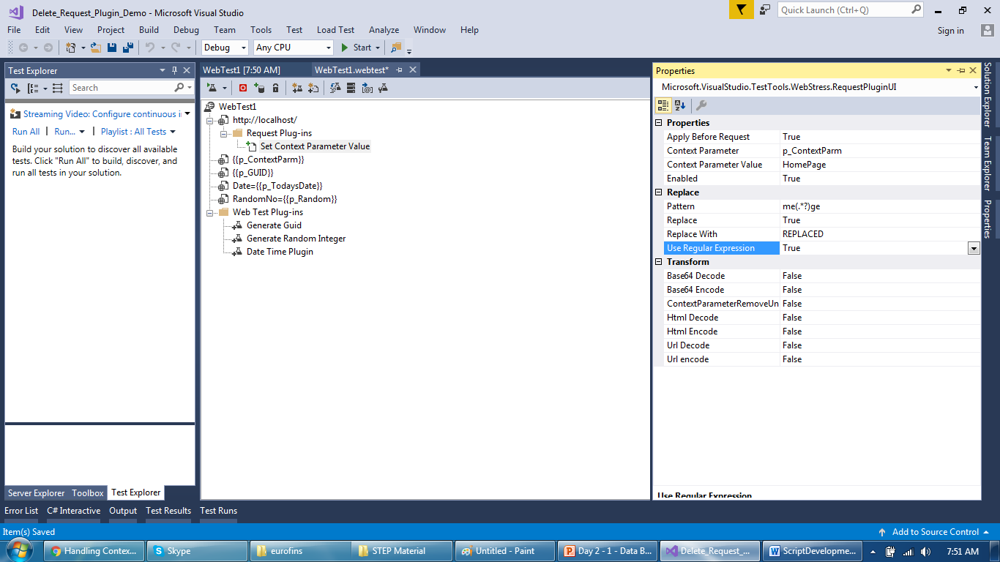 Delete_Request_Plugin_Demo - Microsoft Visual Studio
Quick Launch (Ctrl+Q)
File Edit View Project Build Debug Team Tools Test Load Test Analyze Window Help
Sign in
Debug Any CPU Start
Test Explorer
Search
Streaming Video: Configure continuous i
Run All | Run... | Playlist : All Tests
Build your solution to discover all available
tests. Click "Run All" to build, discover, and
run all tests in your solution.
Server Explorer Toolbox Test Explorer
WebTest1 [7:50 AM] WebTest1.webtest*
WebTest1
http://localhost/
Request Plug-ins
Set Context Parameter Value
{{p_ContextParm}}
{{p_GUID}}
Date={{p_TodaysDate}}
RandomNo={{p_Random}}
Web Test Plug-ins
Generate Guid
Generate Random Integer
Date Time Plugin
Properties
Microsoft.VisualStudio.TestTools.WebStress.RequestPluginUI
Properties
Apply Before Request True
Context Parameter p_ContextParm
Context Parameter Value HomePage
Enabled True
Replace
Pattern me(.*?)ge
Replace True
Replace With REPLACED
Use Regular Expression True
Transform
Base64 Decode False
Base64 Encode False
ContextParameterRemoveUn False
Html Decode False
Html Encode False
Url Decode False
Url encode False
Use Regular Expression
Solution Explorer
Team Explorer
Properties
Error List C# Interactive Output Test Results Test Runs
Item(s) Saved
Add to Source Control
Handling Contex... Skype eurofins STEP Material Untitled - Paint Day 2 - 1 - Data B... Delete_Request_... ScriptDevelopme... 7:51 AM